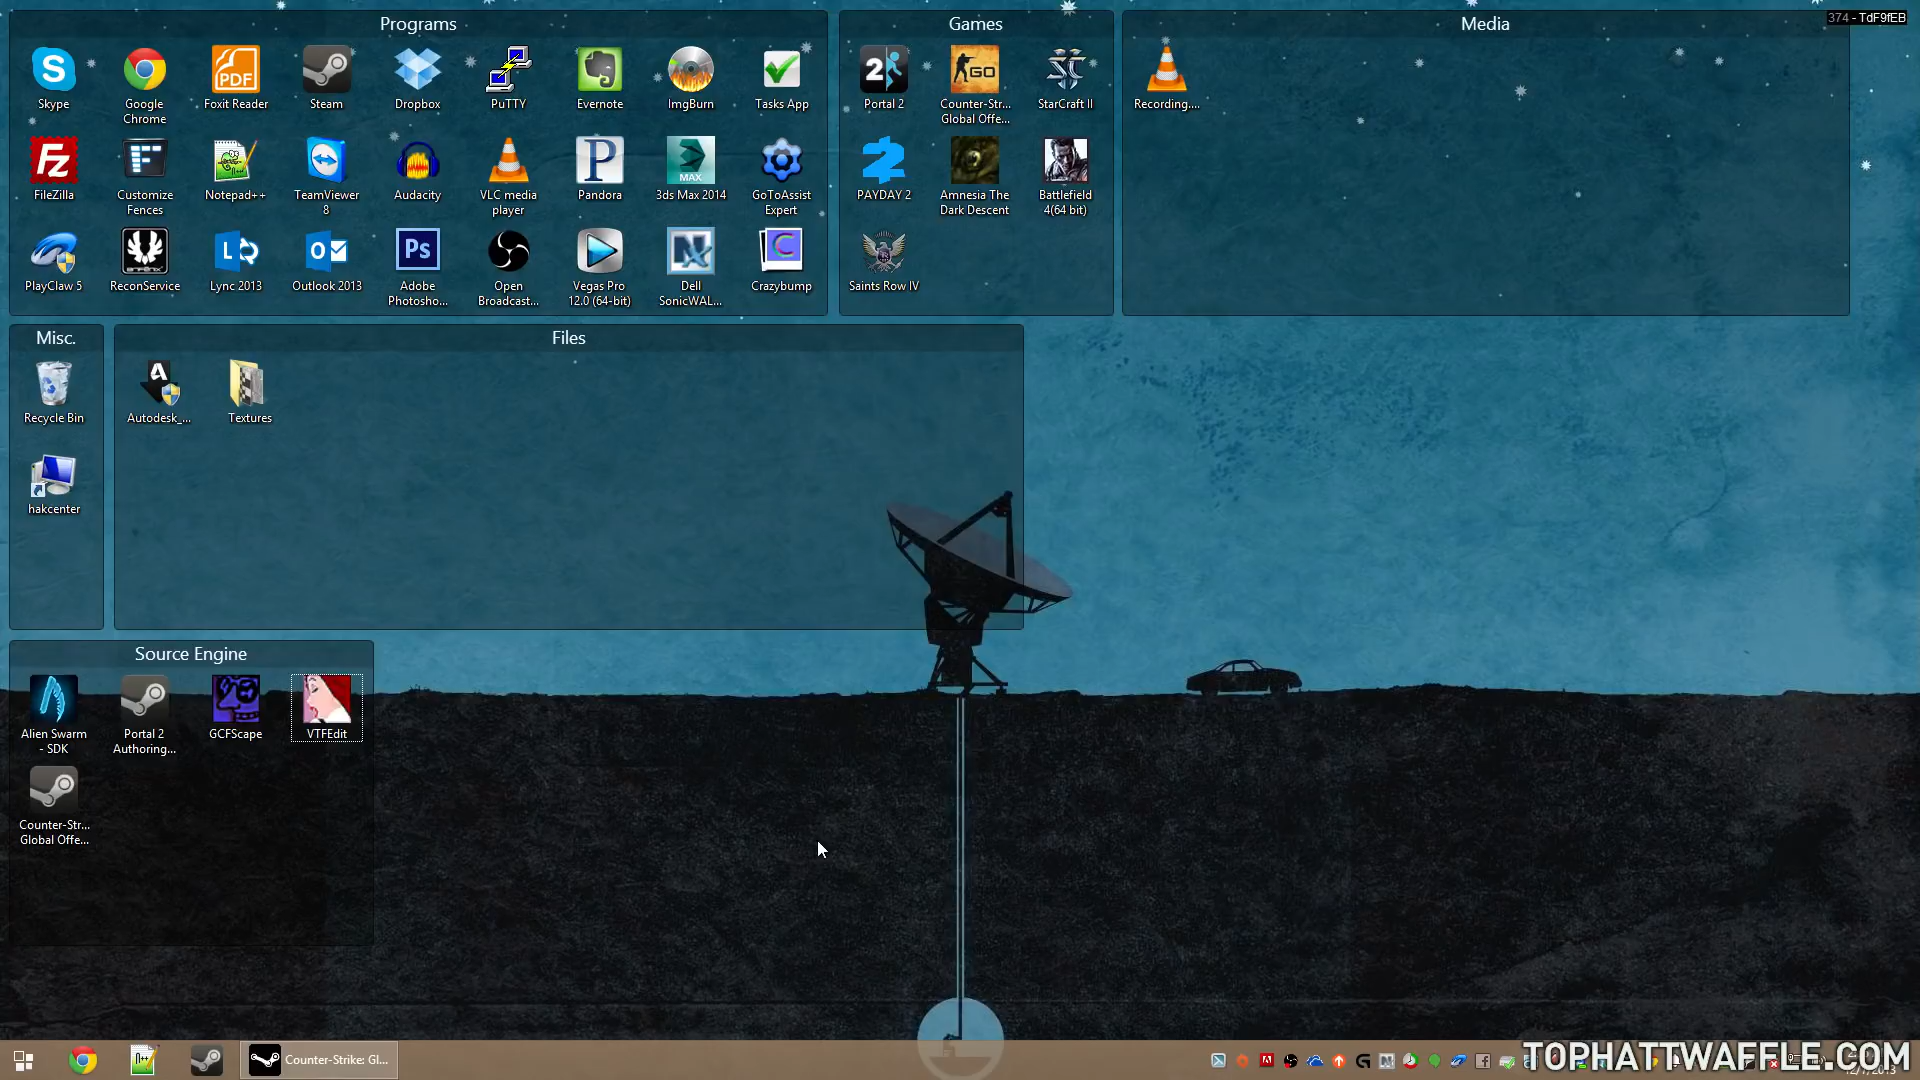 Programs
Games
Media
374 - TdF9fEB
Skype
Google
Chrome
Foxit Reader
Steam
Dropbox
PuTTY
Evernote
ImgBurn
Tasks App
Portal 2
Counter-Str...
Global Offe...
StarCraft II
Recording....
FileZilla
Customize
Fences
Notepad++
TeamViewer
8
Audacity
VLC media
player
Pandora
3ds Max 2014
GoToAssist
Expert
PAYDAY 2
Amnesia The
Dark Descent
Battlefield
4(64 bit)
PlayClaw 5
ReconService
Lync 2013
Outlook 2013
Adobe
Photosho...
Open
Broadcast...
Vegas Pro
12.0 (64-bit)
Dell
SonicWAL...
Crazybump
Saints Row IV
Misc.
Files
Recycle Bin
Autodesk_...
Textures
hakcenter
Source Engine
Alien Swarm
- SDK
Portal 2
Authoring...
GCFScape
VTFEdit
Counter-Str...
Global Offe...
Counter-Strike: Gl...
TOPHATTWAFFLE.COM